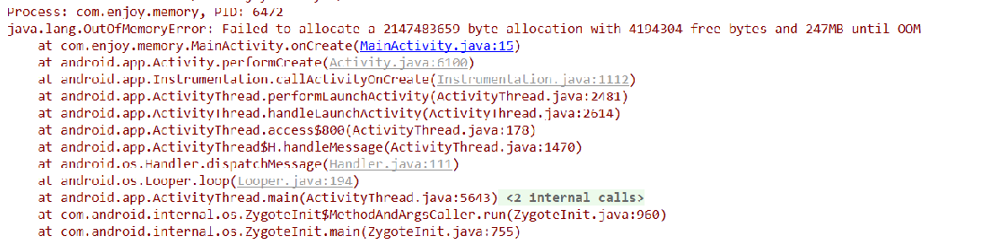 Process: com.enjoy.memory, PID: 6472
java.lang.OutOfMemoryError: Failed to allocate a 2147483659 byte allocation with 4194304 free bytes and 247MB until OOM
at com.enjoy.memory.MainActivity.onCreate(MainActivity.java:15)
at android.app.Activity.performCreate(Activity.java:6100)
at android.app.Instrumentation.callActivityOnCreate(Instrumentation.java:1112)
at android.app.ActivityThread.performLaunchActivity(ActivityThread.java:2481)
at android.app.ActivityThread.handleLaunchActivity(ActivityThread.java:2614)
at android.app.ActivityThread.access$800(ActivityThread.java:178)
at android.app.ActivityThread$H.handleMessage(ActivityThread.java:1470)
at android.os.Handler.dispatchMessage(Handler.java:111)
at android.os.Looper.loop(Looper.java:194)
at android.app.ActivityThread.main(ActivityThread.java:5643) <2 internal calls>
at com.android.internal.os.ZygoteInit$MethodAndArgsCaller.run(ZygoteInit.java:960)
at com.android.internal.os.ZygoteInit.main(ZygoteInit.java:755)